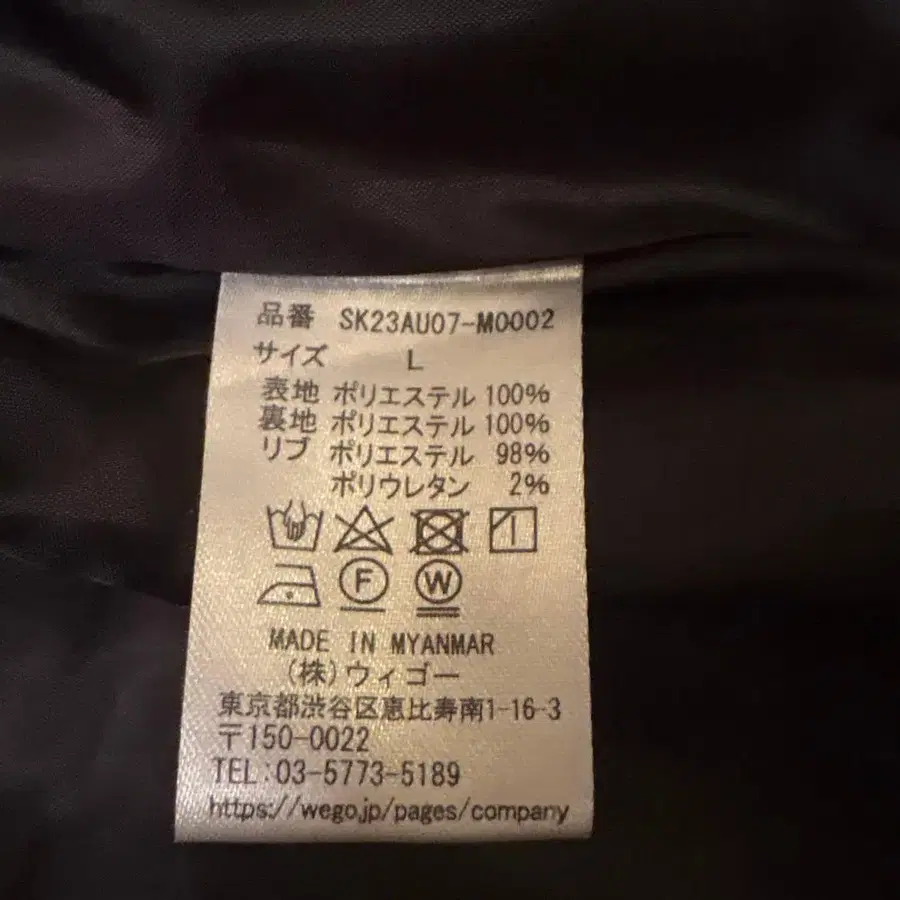 品番 SK23AU07-M0002
サイズ L
表地 ポリエステル 100%
裏地 ポリエステル 100%
リブ ポリエステル 98%
ポリウレタン 2%
F W
MADE IN MYANMAR
(株)ウィゴー
東京都渋谷区恵比寿南1-16-3
〒150-0022
TEL:03-5773-5189
https://wego.jp/pages/company